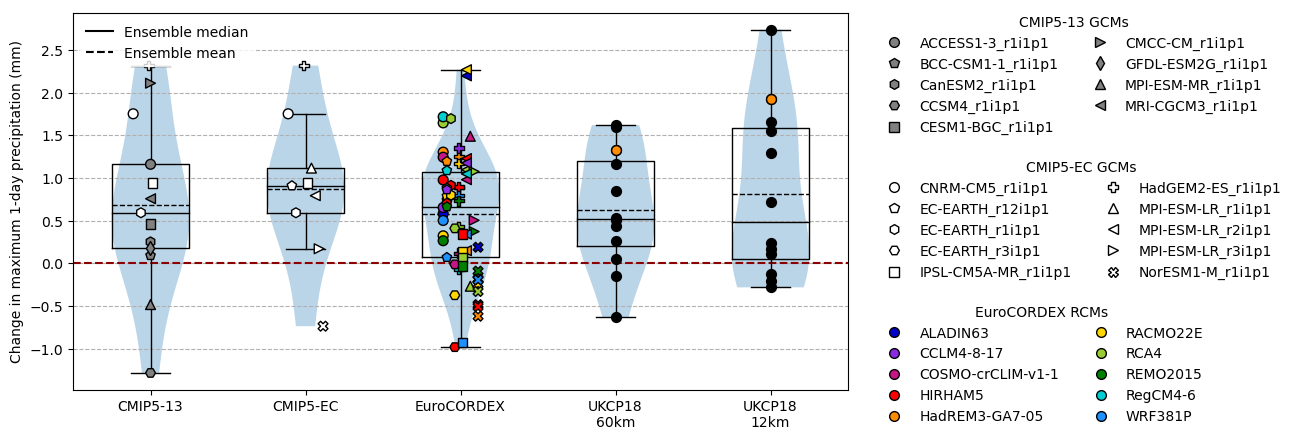 Change in maximum 1-day precipitation (mm)
Ensemble median
Ensemble mean
2.5
2.0
1.5
1.0
0.5
0.0
−0.5
−1.0
CMIP5-13
CMIP5-EC
EuroCORDEX
UKCP18
60km
UKCP18
12km
CMIP5-13 GCMs
ACCESS1-3_r1i1p1
BCC-CSM1-1_r1i1p1
CanESM2_r1i1p1
CCSM4_r1i1p1
CESM1-BGC_r1i1p1
CMCC-CM_r1i1p1
GFDL-ESM2G_r1i1p1
MPI-ESM-MR_r1i1p1
MRI-CGCM3_r1i1p1
CMIP5-EC GCMs
CNRM-CM5_r1i1p1
EC-EARTH_r12i1p1
EC-EARTH_r1i1p1
EC-EARTH_r3i1p1
IPSL-CM5A-MR_r1i1p1
HadGEM2-ES_r1i1p1
MPI-ESM-LR_r1i1p1
MPI-ESM-LR_r2i1p1
MPI-ESM-LR_r3i1p1
NorESM1-M_r1i1p1
EuroCORDEX RCMs
ALADIN63
CCLM4-8-17
COSMO-crCLIM-v1-1
HIRHAM5
HadREM3-GA7-05
RACMO22E
RCA4
REMO2015
RegCM4-6
WRF381P